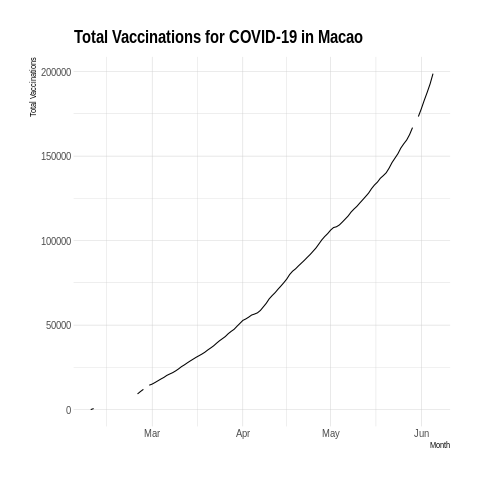 Total Vaccinations for COVID-19 in Macao
Total Vaccinations
200000
150000
100000
50000
0
Mar Apr May Jun
Month